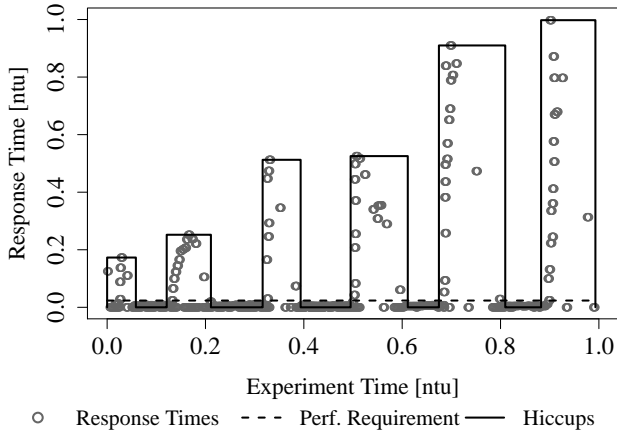 Response Time [ntu]
1.0
0.8
0.6
0.4
0.2
0.0
0.0 0.2 0.4 0.6 0.8 1.0
Experiment Time [ntu]
Response Times Perf. Requirement Hiccups